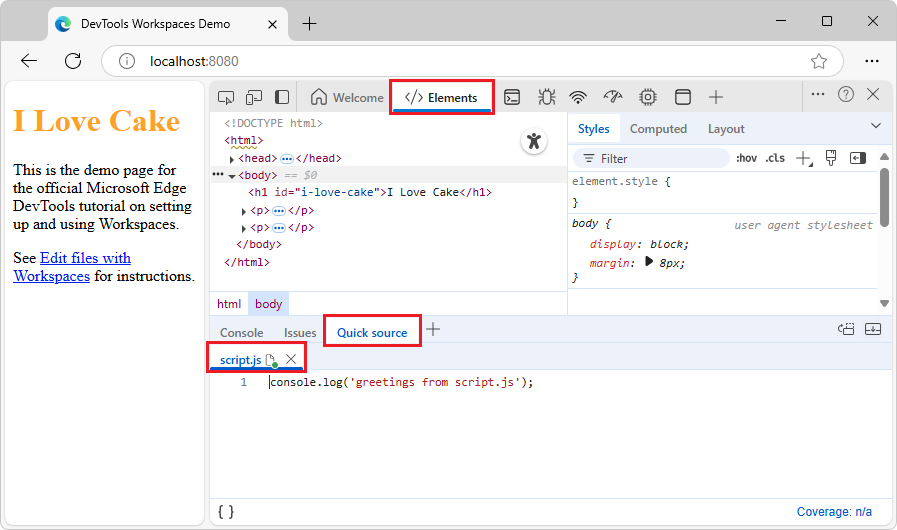 DevTools Workspaces Demo
localhost:8080
I Love Cake
This is the demo page for
the official Microsoft Edge
DevTools tutorial on setting
up and using Workspaces.
See Edit files with
Workspaces for instructions.
Welcome
</> Elements
<!DOCTYPE html>
<html>
<head> ••• </head>
••• <body> == $0
<h1 id="i-love-cake">I Love Cake</h1>
<p> ••• </p>
<p> ••• </p>
</body>
</html>
html body
Styles Computed Layout
Filter :hov .cls
element.style {
}
body { user agent stylesheet
display: block;
margin: 8px;
}
Console Issues Quick source
script.js
1 console.log('greetings from script.js');
{ } Coverage: n/a